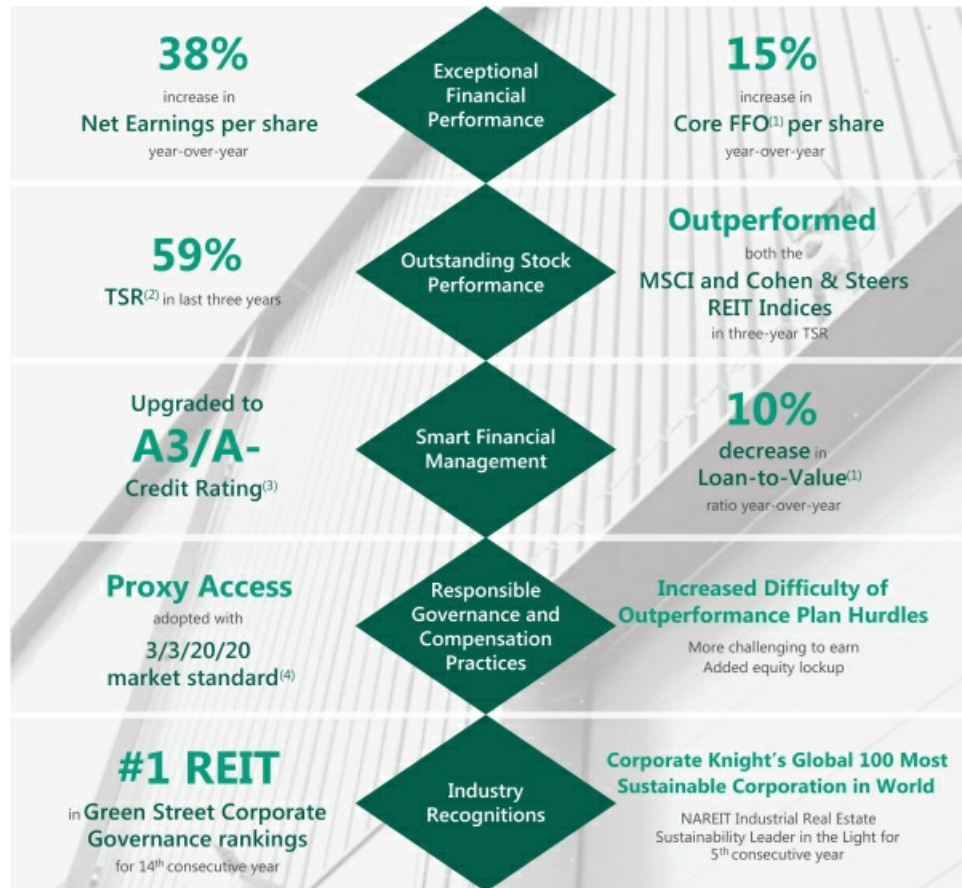 38%
increase in
Net Earnings per share
year-over-year
Exceptional
Financial
Performance
15%
increase in
Core FFO(1) per share
year-over-year
59%
TSR(2) in last three years
Outstanding Stock
Performance
Outperformed
both the
MSCI and Cohen & Steers
REIT Indices
in three-year TSR
Upgraded to
A3/A-
Credit Rating(3)
Smart Financial
Management
10%
decrease in
Loan-to-Value(1)
ratio year-over-year
Proxy Access
adopted with
3/3/20/20
market standard(4)
Responsible
Governance and
Compensation
Practices
Increased Difficulty of
Outperformance Plan Hurdles
More challenging to earn
Added equity lockup
#1 REIT
in Green Street Corporate
Governance rankings
for 14th consecutive year
Industry
Recognitions
Corporate Knight's Global 100 Most
Sustainable Corporation in World
NAREIT Industrial Real Estate
Sustainability Leader in the Light for
5th consecutive year